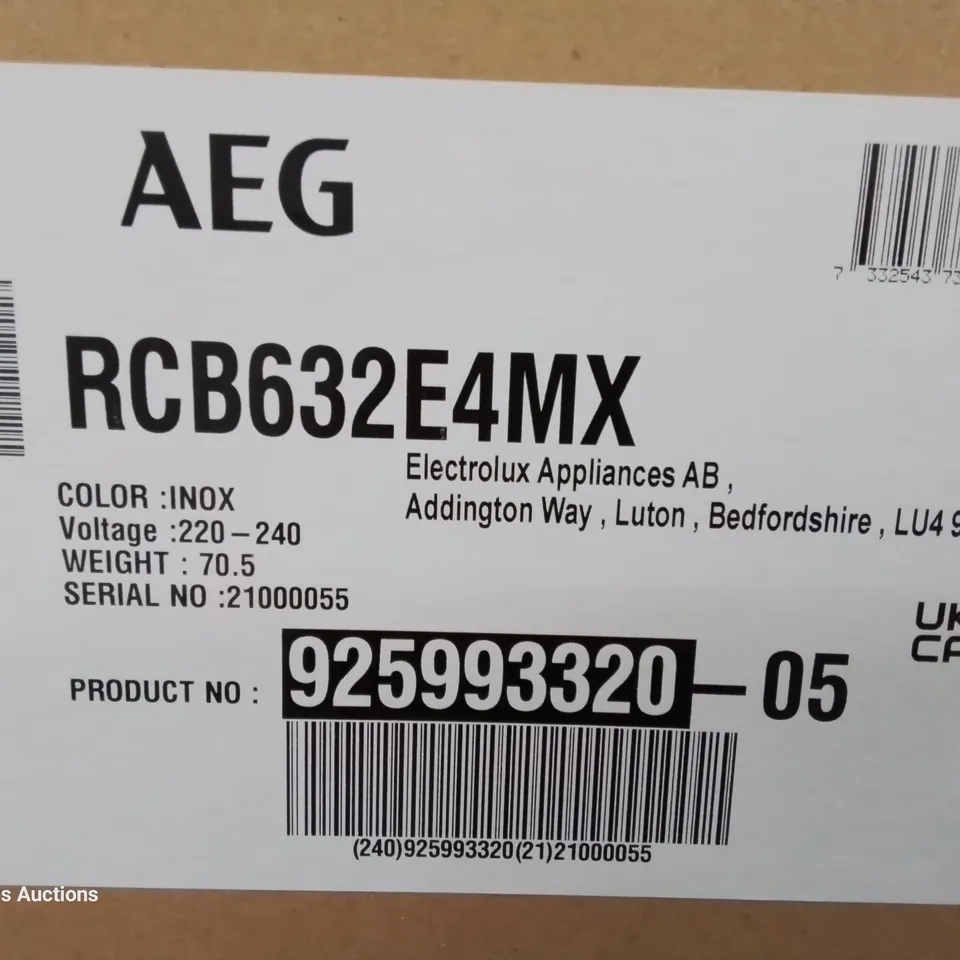 AEG
7 332543
RCB632E4MX
Electrolux Appliances AB ,
Addington Way , Luton , Bedfordshire , LU4 9
COLOR :INOX
Voltage :220-240
WEIGHT : 70.5
SERIAL NO :21000055
UK
CA
PRODUCT NO : 925993320-05
(240)925993320(21)21000055
s Auctions